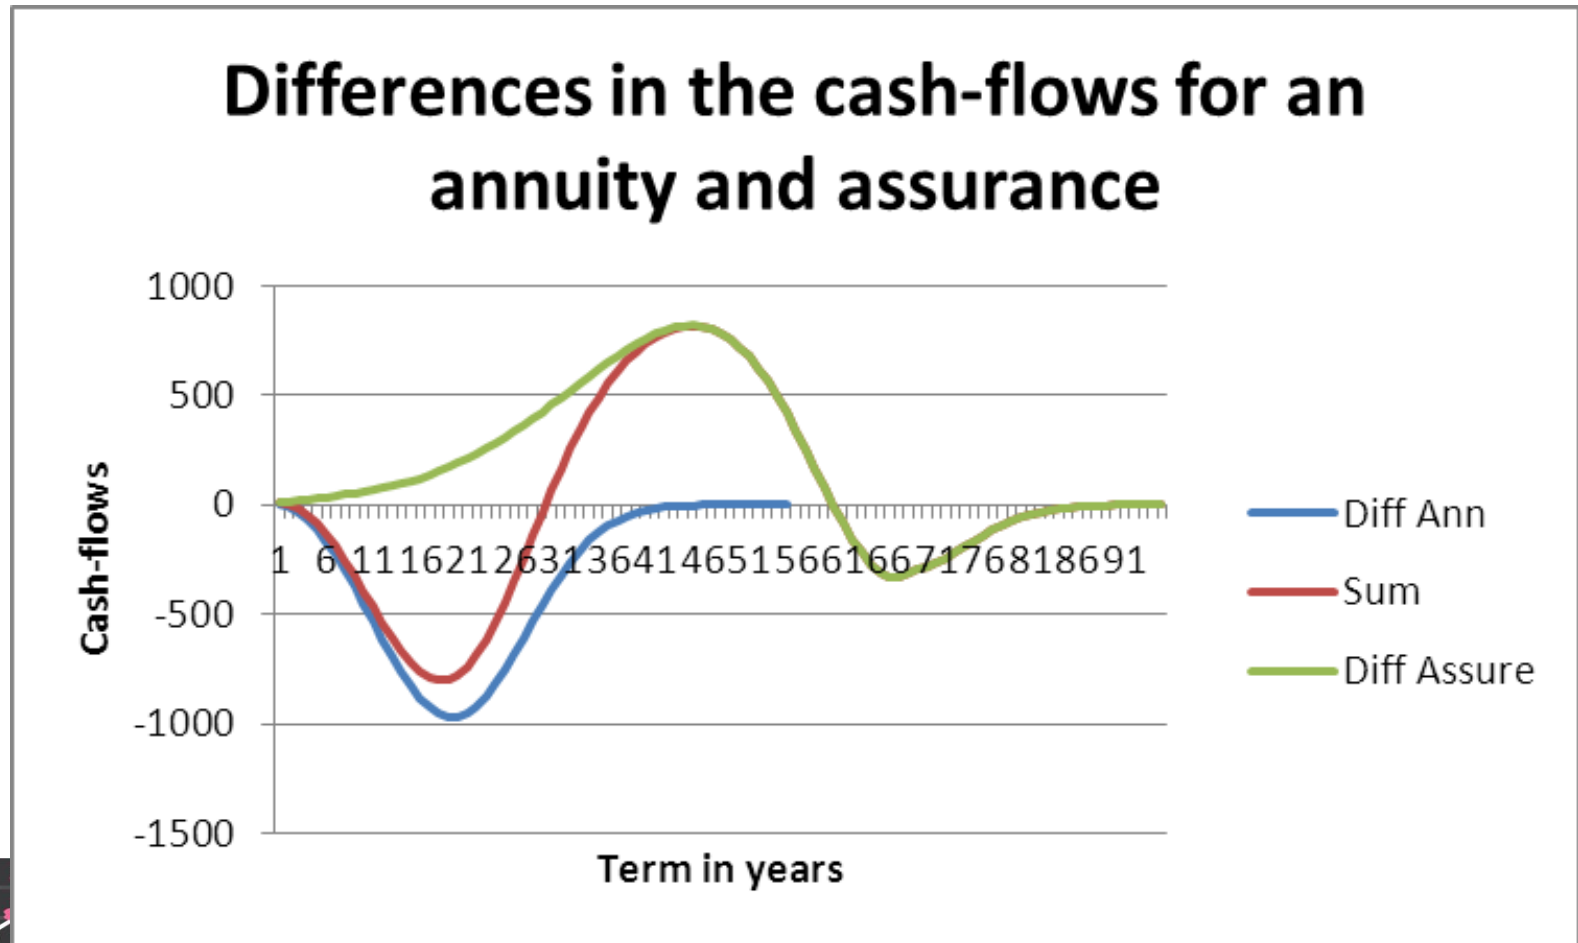 Differences in the cash-flows for an
annuity and assurance
1000
500
0
-500
-1000
-1500
Cash-flows
1 6 11 16 21 26 31 36 41 46 51 56 61 66 71 76 81 86 91
Term in years
Diff Ann
Sum
Diff Assure